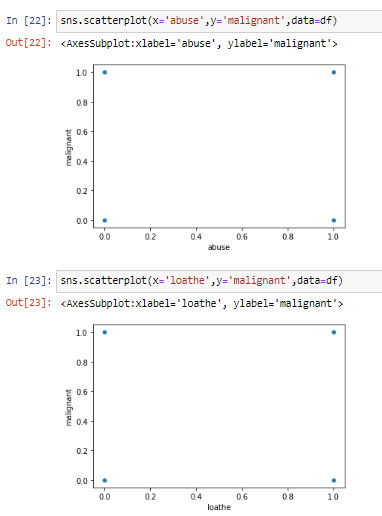 In [22]: sns.scatterplot(x='abuse',y='malignant',data=df)
Out[22]: <AxesSubplot:xlabel='abuse', ylabel='malignant'>
1.0
0.8
0.6
malignant
0.4
0.2
0.0
0.0 0.2 0.4 0.6 0.8 1.0
abuse
In [23]: sns.scatterplot(x='loathe',y='malignant',data=df)
Out[23]: <AxesSubplot:xlabel='loathe', ylabel='malignant'>
1.0
0.8
0.6
malignant
0.4
0.2
0.0
0.0 0.2 0.4 0.6 0.8 1.0
loathe